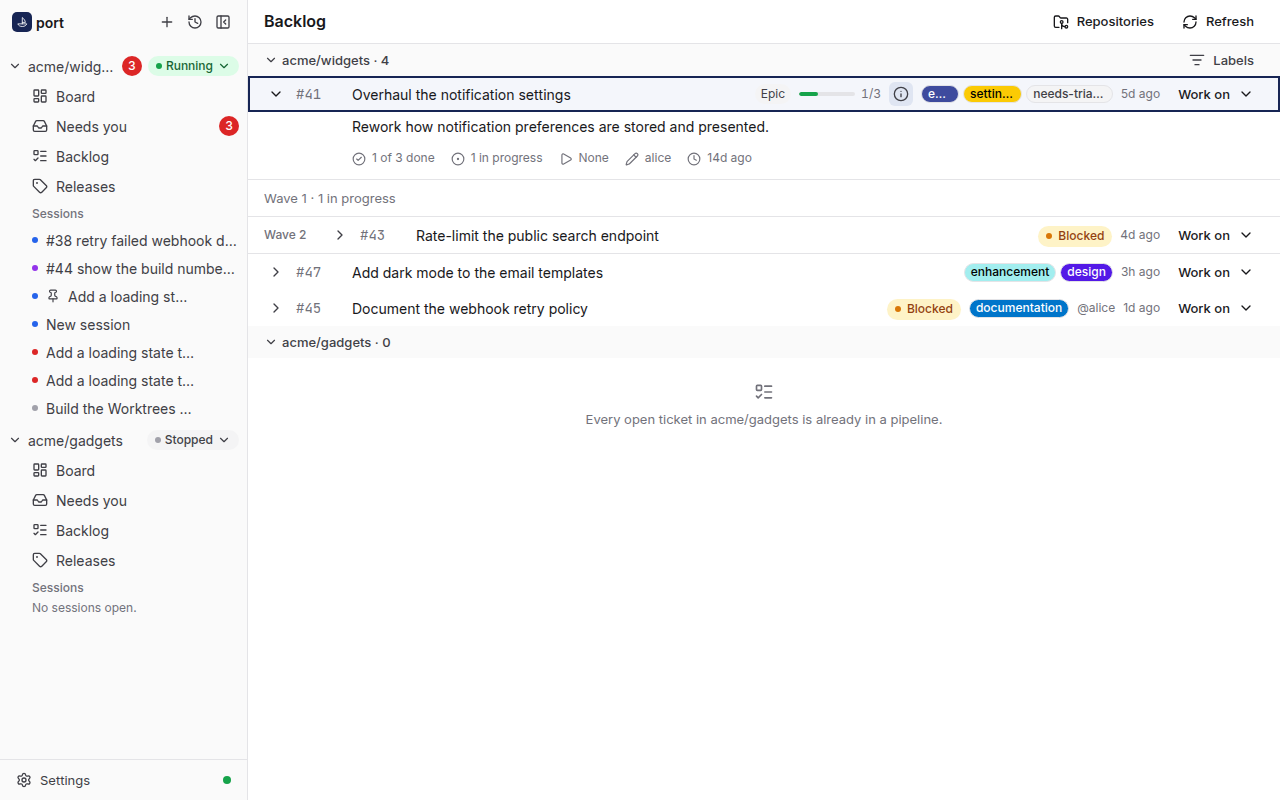 port
acme/widg... 3 Running
Board
Needs you 3
Backlog
Releases
Sessions
#38 retry failed webhook d...
#44 show the build numbe...
Add a loading st...
New session
Add a loading state t...
Add a loading state t...
Build the Worktrees ...
acme/gadgets Stopped
Board
Needs you
Backlog
Releases
Sessions
No sessions open.
Settings
Backlog Repositories Refresh
acme/widgets · 4 Labels
#41 Overhaul the notification settings Epic 1/3 e... settin... needs-tria... 5d ago Work on
Rework how notification preferences are stored and presented.
1 of 3 done 1 in progress None alice 14d ago
Wave 1 · 1 in progress
Wave 2 #43 Rate-limit the public search endpoint Blocked 4d ago Work on
#47 Add dark mode to the email templates enhancement design 3h ago Work on
#45 Document the webhook retry policy Blocked documentation @alice 1d ago Work on
acme/gadgets · 0
Every open ticket in acme/gadgets is already in a pipeline.